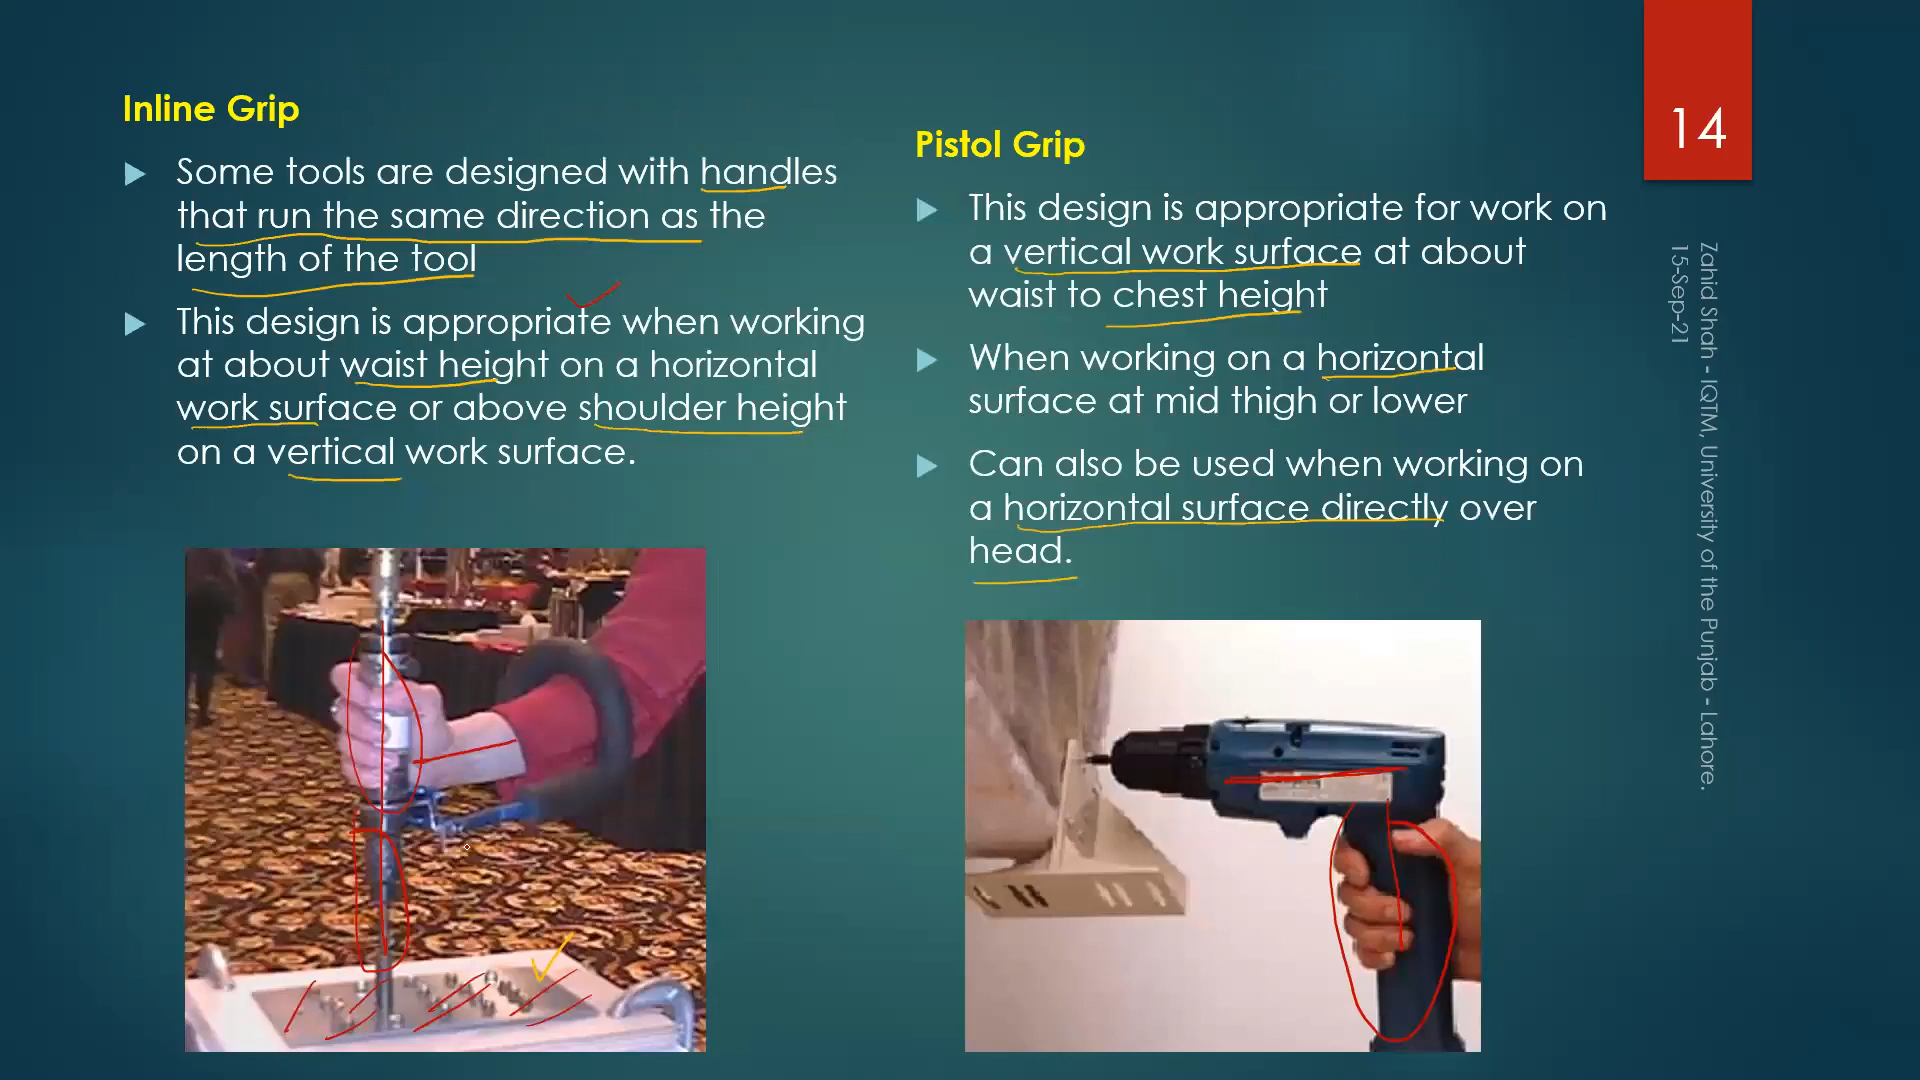 Inline Grip
Some tools are designed with handles
that run the same direction as the
length of the tool
This design is appropriate when working
at about waist height on a horizontal
work surface or above shoulder height
on a vertical work surface.
Pistol Grip
This design is appropriate for work on
a vertical work surface at about
waist to chest height
When working on a horizontal
surface at mid thigh or lower
Can also be used when working on
a horizontal surface directly over
head.
14
Zahid Shah - IQTM, University of the Punjab - Lahore.
15-Sep-21